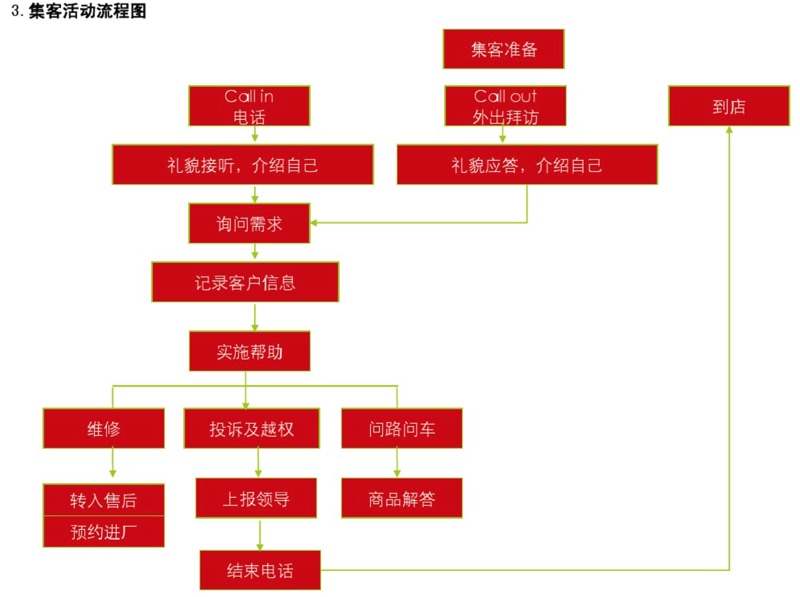 3. 集客活动流程图
集客准备
Call in
电话
Call out
外出拜访
到店
礼貌接听，介绍自己
礼貌应答，介绍自己
询问需求
记录客户信息
实施帮助
维修
投诉及越权
问路问车
转入售后
预约进厂
上报领导
商品解答
结束电话